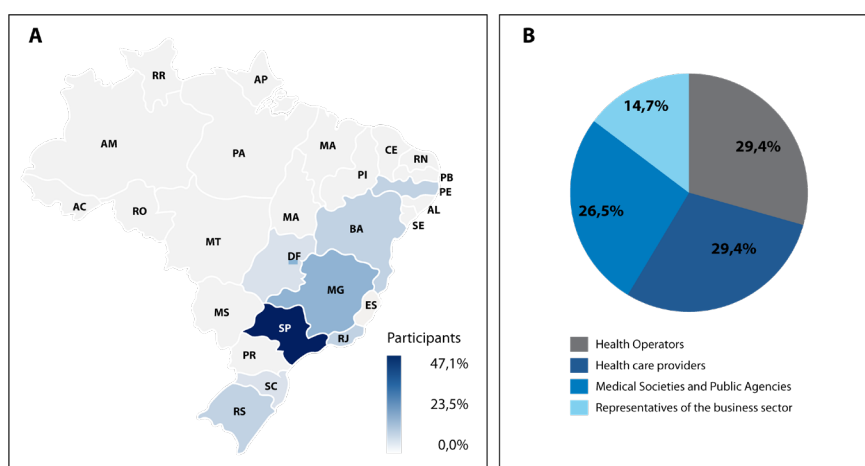 A
RR
AP
AM
PA
MA
CE
RN
PI
PB
PE
AC
RO
AL
MA
SE
MT
BA
DF
MG
MS
ES
SP
RJ
PR
SC
RS
Participants
47,1%
23,5%
0,0%
B
14,7%
29,4%
26,5%
29,4%
Health Operators
Health care providers
Medical Societies and Public Agencies
Representatives of the business sector